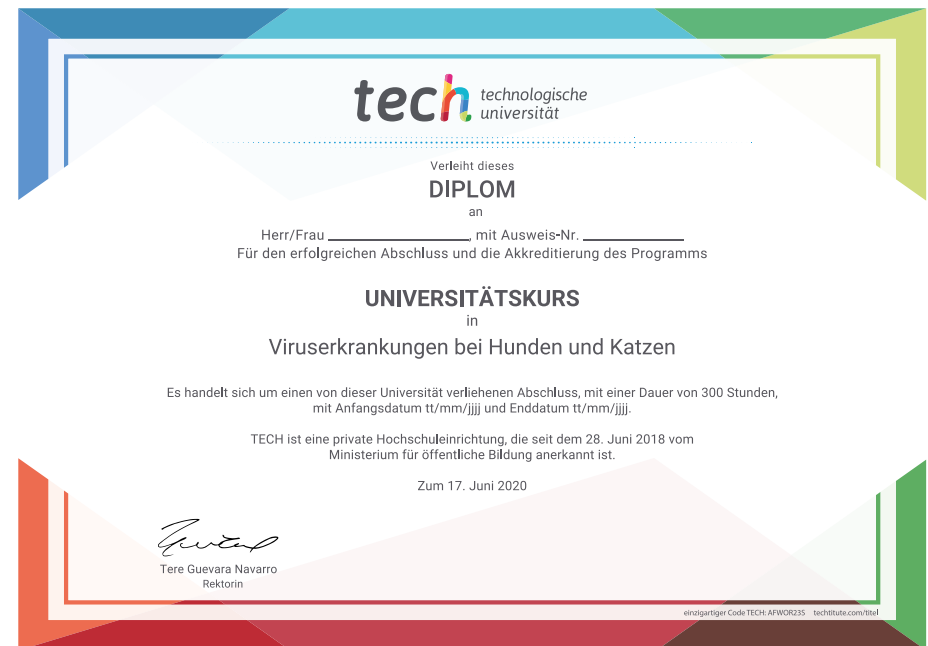 tech technologische
universität
Verleiht dieses
DIPLOM
an
Herr/Frau ____________________, mit Ausweis-Nr. ______________
Für den erfolgreichen Abschluss und die Akkreditierung des Programms
UNIVERSITÄTSKURS
in
Viruserkrankungen bei Hunden und Katzen
Es handelt sich um einen von dieser Universität verliehenen Abschluss, mit einer Dauer von 300 Stunden,
mit Anfangsdatum tt/mm/jjjj und Enddatum tt/mm/jjjj.
TECH ist eine private Hochschuleinrichtung, die seit dem 28. Juni 2018 vom
Ministerium für öffentliche Bildung anerkannt ist.
Zum 17. Juni 2020
Tere Guevara Navarro
Rektorin
einzigartiger Code TECH: AFWOR235 techtitute.com/titel